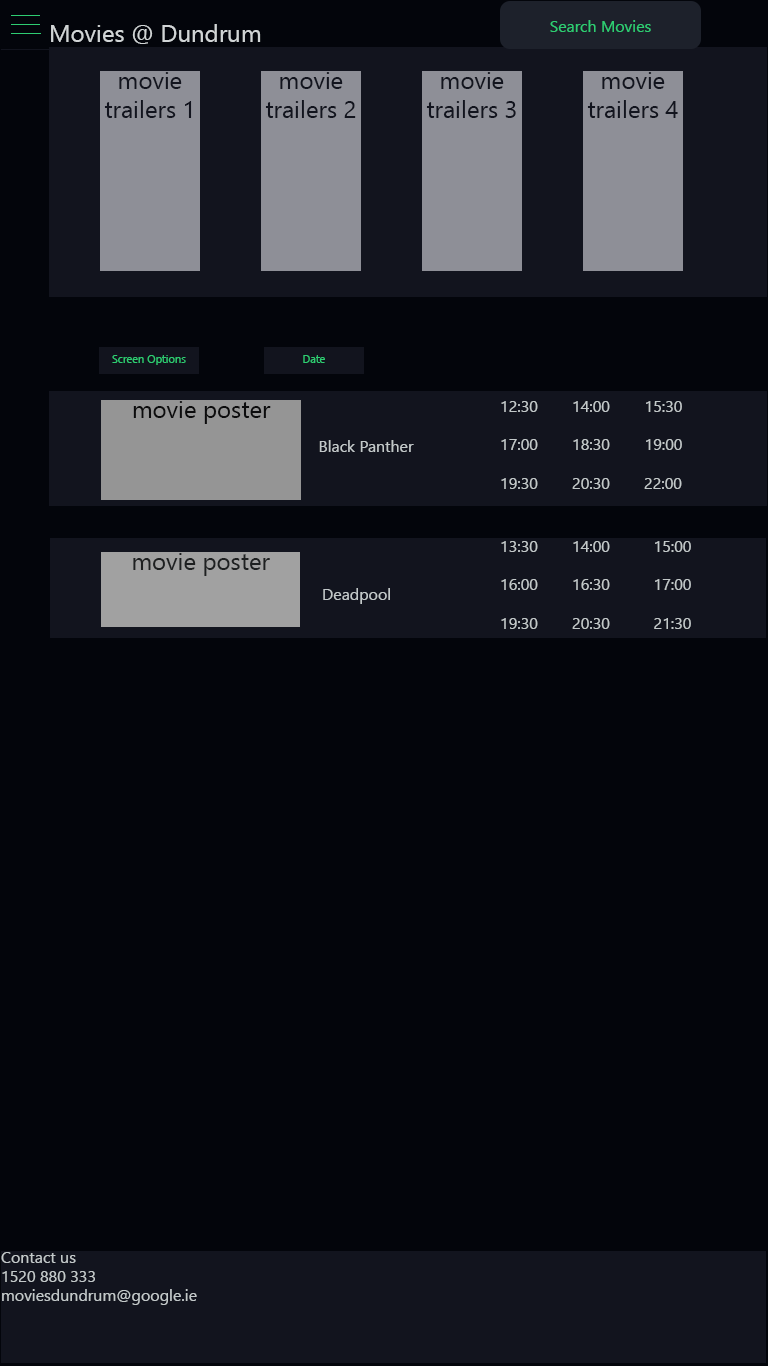 Movies @ Dundrum
Search Movies
movie
trailers 1
movie
trailers 2
movie
trailers 3
movie
trailers 4
Screen Options
Date
movie poster
Black Panther
12:30 14:00 15:30
17:00 18:30 19:00
19:30 20:30 22:00
movie poster
Deadpool
13:30 14:00 15:00
16:00 16:30 17:00
19:30 20:30 21:30
Contact us
1520 880 333
moviesdundrum@google.ie